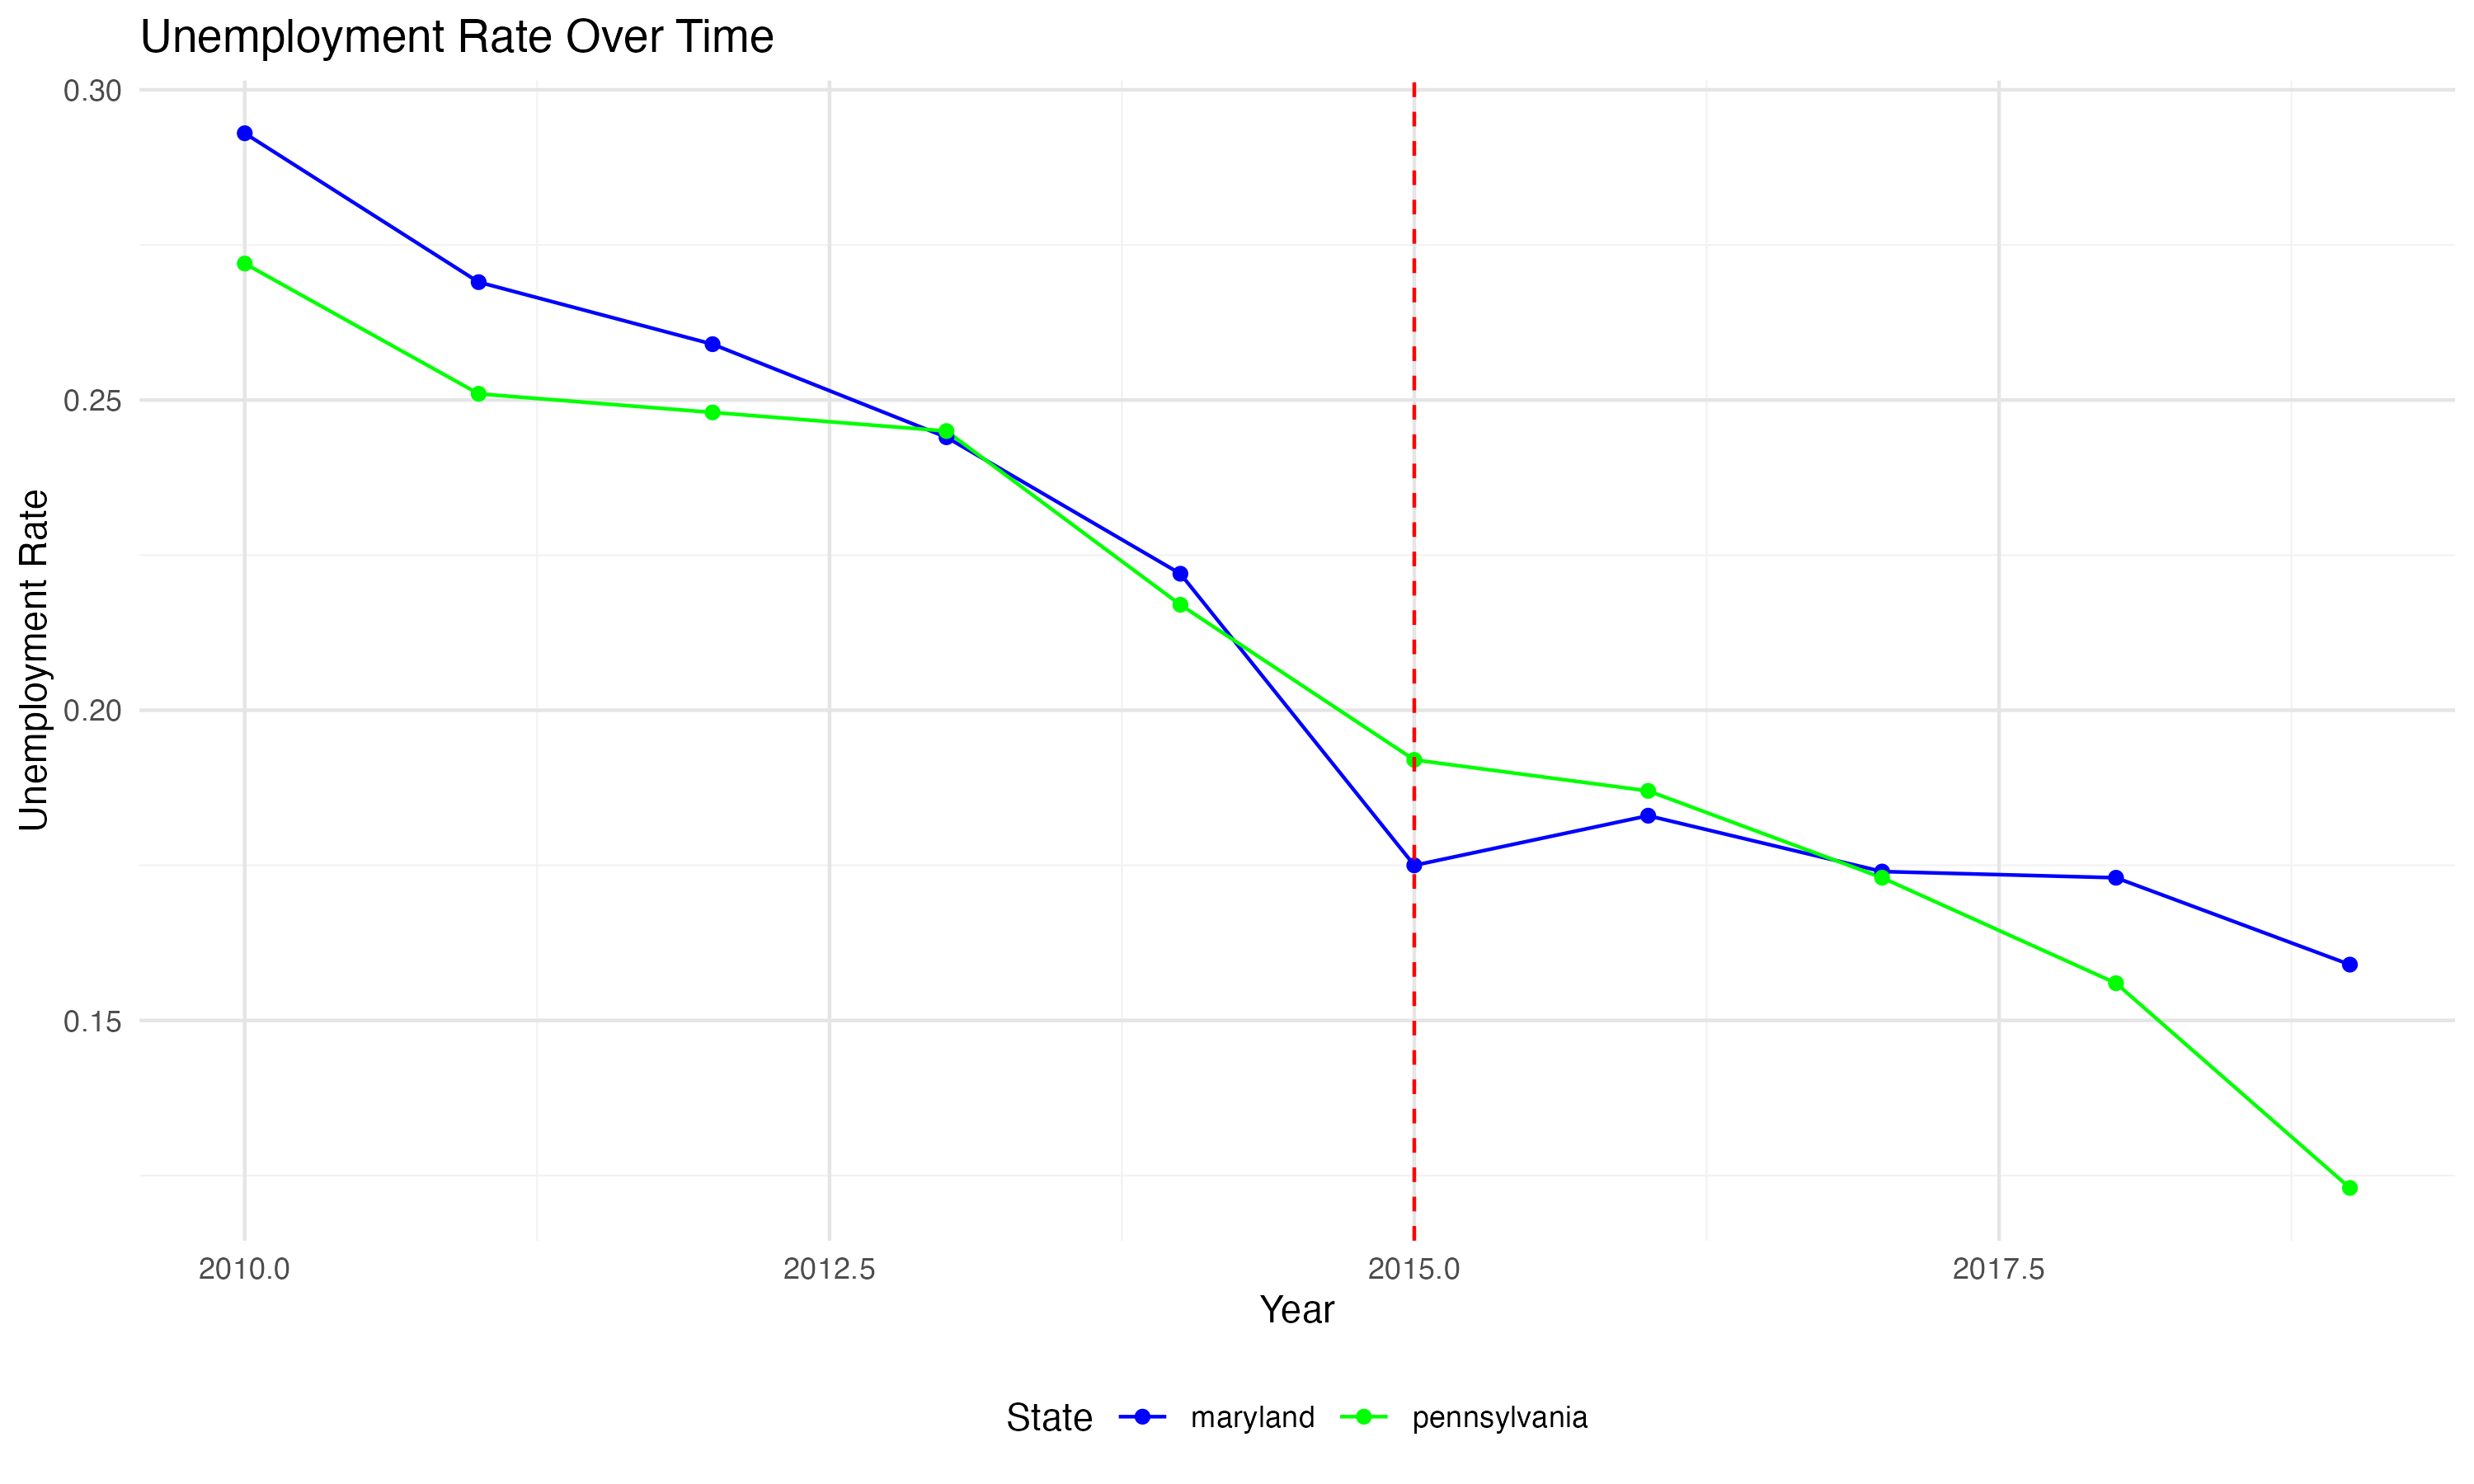 Unemployment Rate Over Time
0.30
0.25
0.20
0.15
Unemployment Rate
2010.0 2012.5 2015.0 2017.5
Year
State maryland pennsylvania